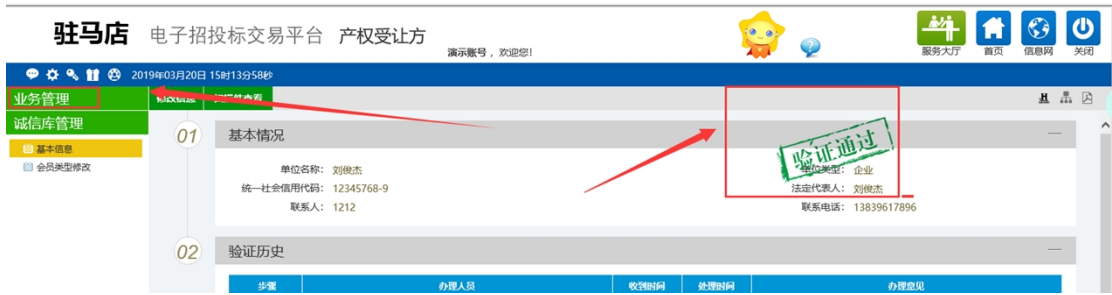 驻马店 电子招投标交易平台 产权受让方
演示账号，欢迎您!
服务大厅 首页 信息网 关闭
2019年03月20日 15时13分58秒
业务管理
修改信息
诚信库管理
基本信息
会员类型修改
01 基本情况
验证通过
单位名称： 刘俊杰 单位类型： 企业
统一社会信用代码： 12345768-9 法定代表人： 刘俊杰
联系人： 1212 联系电话： 13839617896
02 验证历史
步骤 办理人员 收到时间 处理时间 办理意见